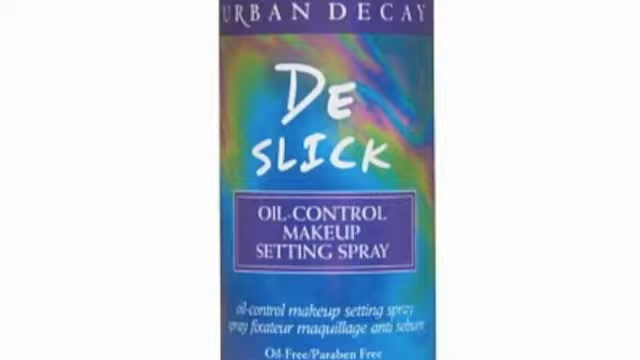 URBAN DECAY
DE
SLICK
OIL-CONTROL
MAKEUP
SETTING SPRAY
oil-control makeup setting spray
spray fixateur maquillage anti sebum
Oil-Free/Paraben Free